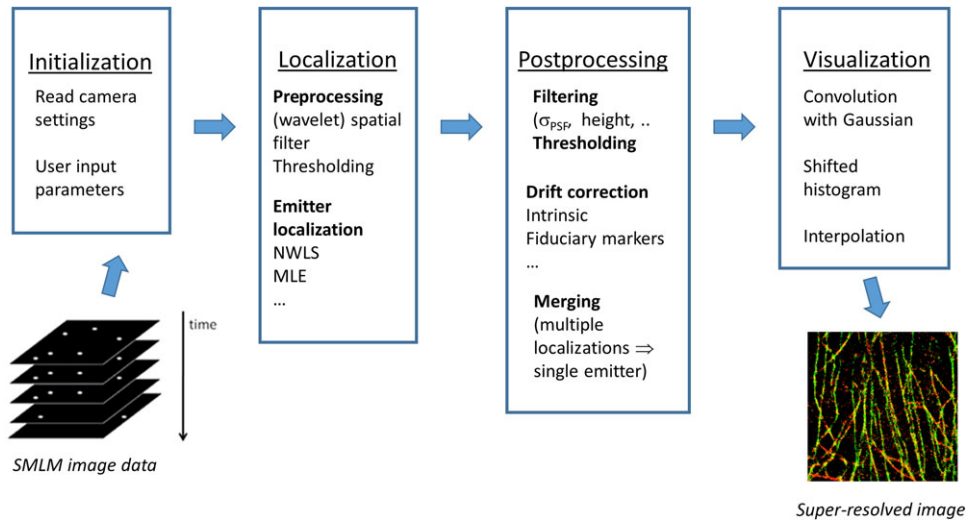 Initialization
Read camera
settings
User input
parameters
Localization
Preprocessing
(wavelet) spatial
filter
Thresholding
Emitter
localization
NWLS
MLE
...
Postprocessing
Filtering
(σPSF, height, ..
Thresholding
Drift correction
Intrinsic
Fiduciary markers
...
Merging
(multiple
localizations ⇒
single emitter)
Visualization
Convolution
with Gaussian
Shifted
histogram
Interpolation
time
SMLM image data
Super-resolved image